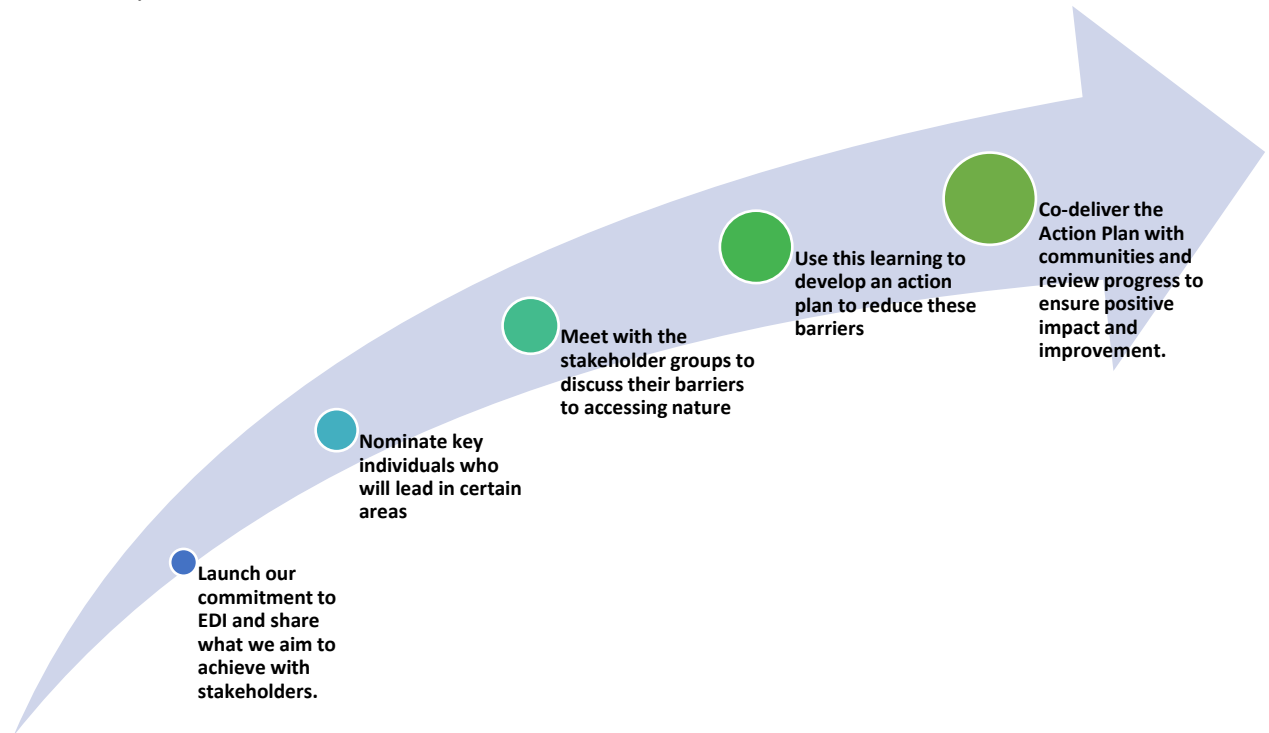 Launch our
commitment to
EDI and share
what we aim to
achieve with
stakeholders.
Nominate key
individuals who
will lead in certain
areas
Meet with the
stakeholder groups to
discuss their barriers
to accessing nature
Use this learning to
develop an action
plan to reduce these
barriers
Co-deliver the
Action Plan with
communities and
review progress to
ensure positive
impact and
improvement.